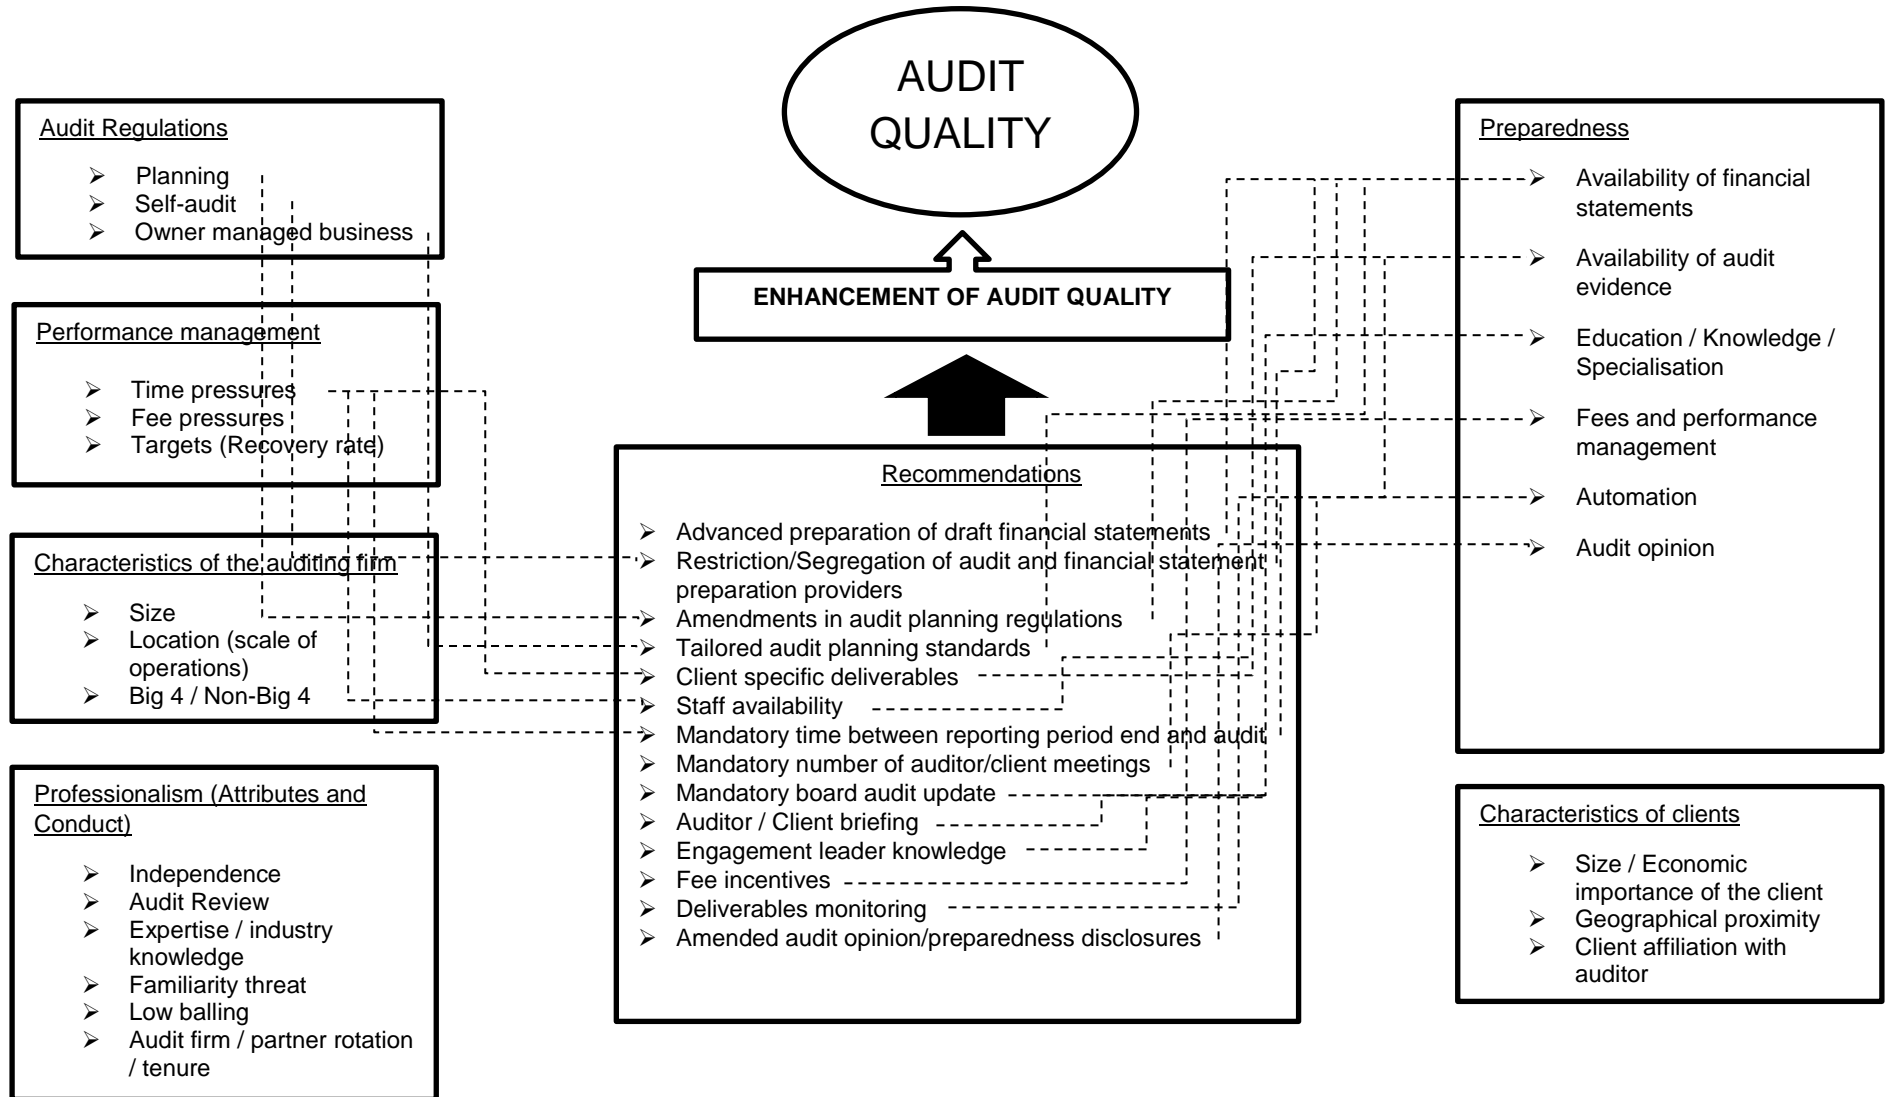 AUDIT
QUALITY
Audit Regulations
➢ Planning
➢ Self-audit
➢ Owner managed business
Performance management
➢ Time pressures
➢ Fee pressures
➢ Targets (Recovery rate)
Characteristics of the auditing firm
➢ Size
➢ Location (scale of
operations)
➢ Big 4 / Non-Big 4
Professionalism (Attributes and
Conduct)
➢ Independence
➢ Audit Review
➢ Expertise / industry
knowledge
➢ Familiarity threat
➢ Low balling
➢ Audit firm / partner rotation
/ tenure
ENHANCEMENT OF AUDIT QUALITY
Recommendations
➢ Advanced preparation of draft financial statements
➢ Restriction/Segregation of audit and financial statement
preparation providers
➢ Amendments in audit planning regulations
➢ Tailored audit planning standards
➢ Client specific deliverables
➢ Staff availability
➢ Mandatory time between reporting period end and audit
➢ Mandatory number of auditor/client meetings
➢ Mandatory board audit update
➢ Auditor / Client briefing
➢ Engagement leader knowledge
➢ Fee incentives
➢ Deliverables monitoring
➢ Amended audit opinion/preparedness disclosures
Preparedness
➢ Availability of financial
statements
➢ Availability of audit
evidence
➢ Education / Knowledge /
Specialisation
➢ Fees and performance
management
➢ Automation
➢ Audit opinion
Characteristics of clients
➢ Size / Economic
importance of the client
➢ Geographical proximity
➢ Client affiliation with
auditor